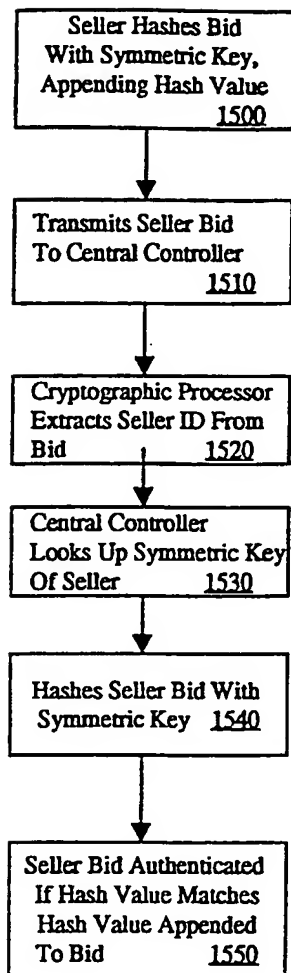 Seller Hashes Bid
With Symmetric Key,
Appending Hash Value
1500
Transmits Seller Bid
To Central Controller
1510
Cryptographic Processor
Extracts Seller ID From
Bid 1520
Central Controller
Looks Up Symmetric Key
Of Seller 1530
Hashes Seller Bid With
Symmetric Key 1540
Seller Bid Authenticated
If Hash Value Matches
Hash Value Appended
To Bid 1550